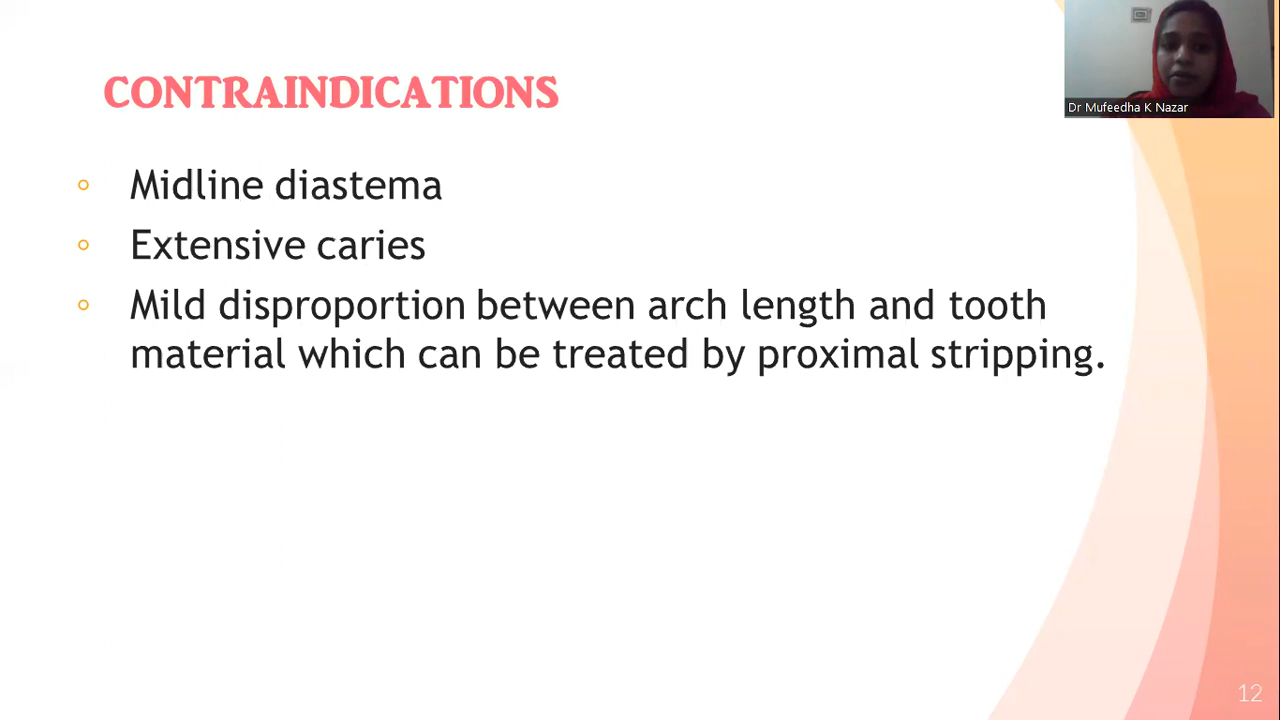 CONTRAINDICATIONS
Dr Mufeedha K Nazar
Midline diastema
Extensive caries
Mild disproportion between arch length and tooth
material which can be treated by proximal stripping.
12